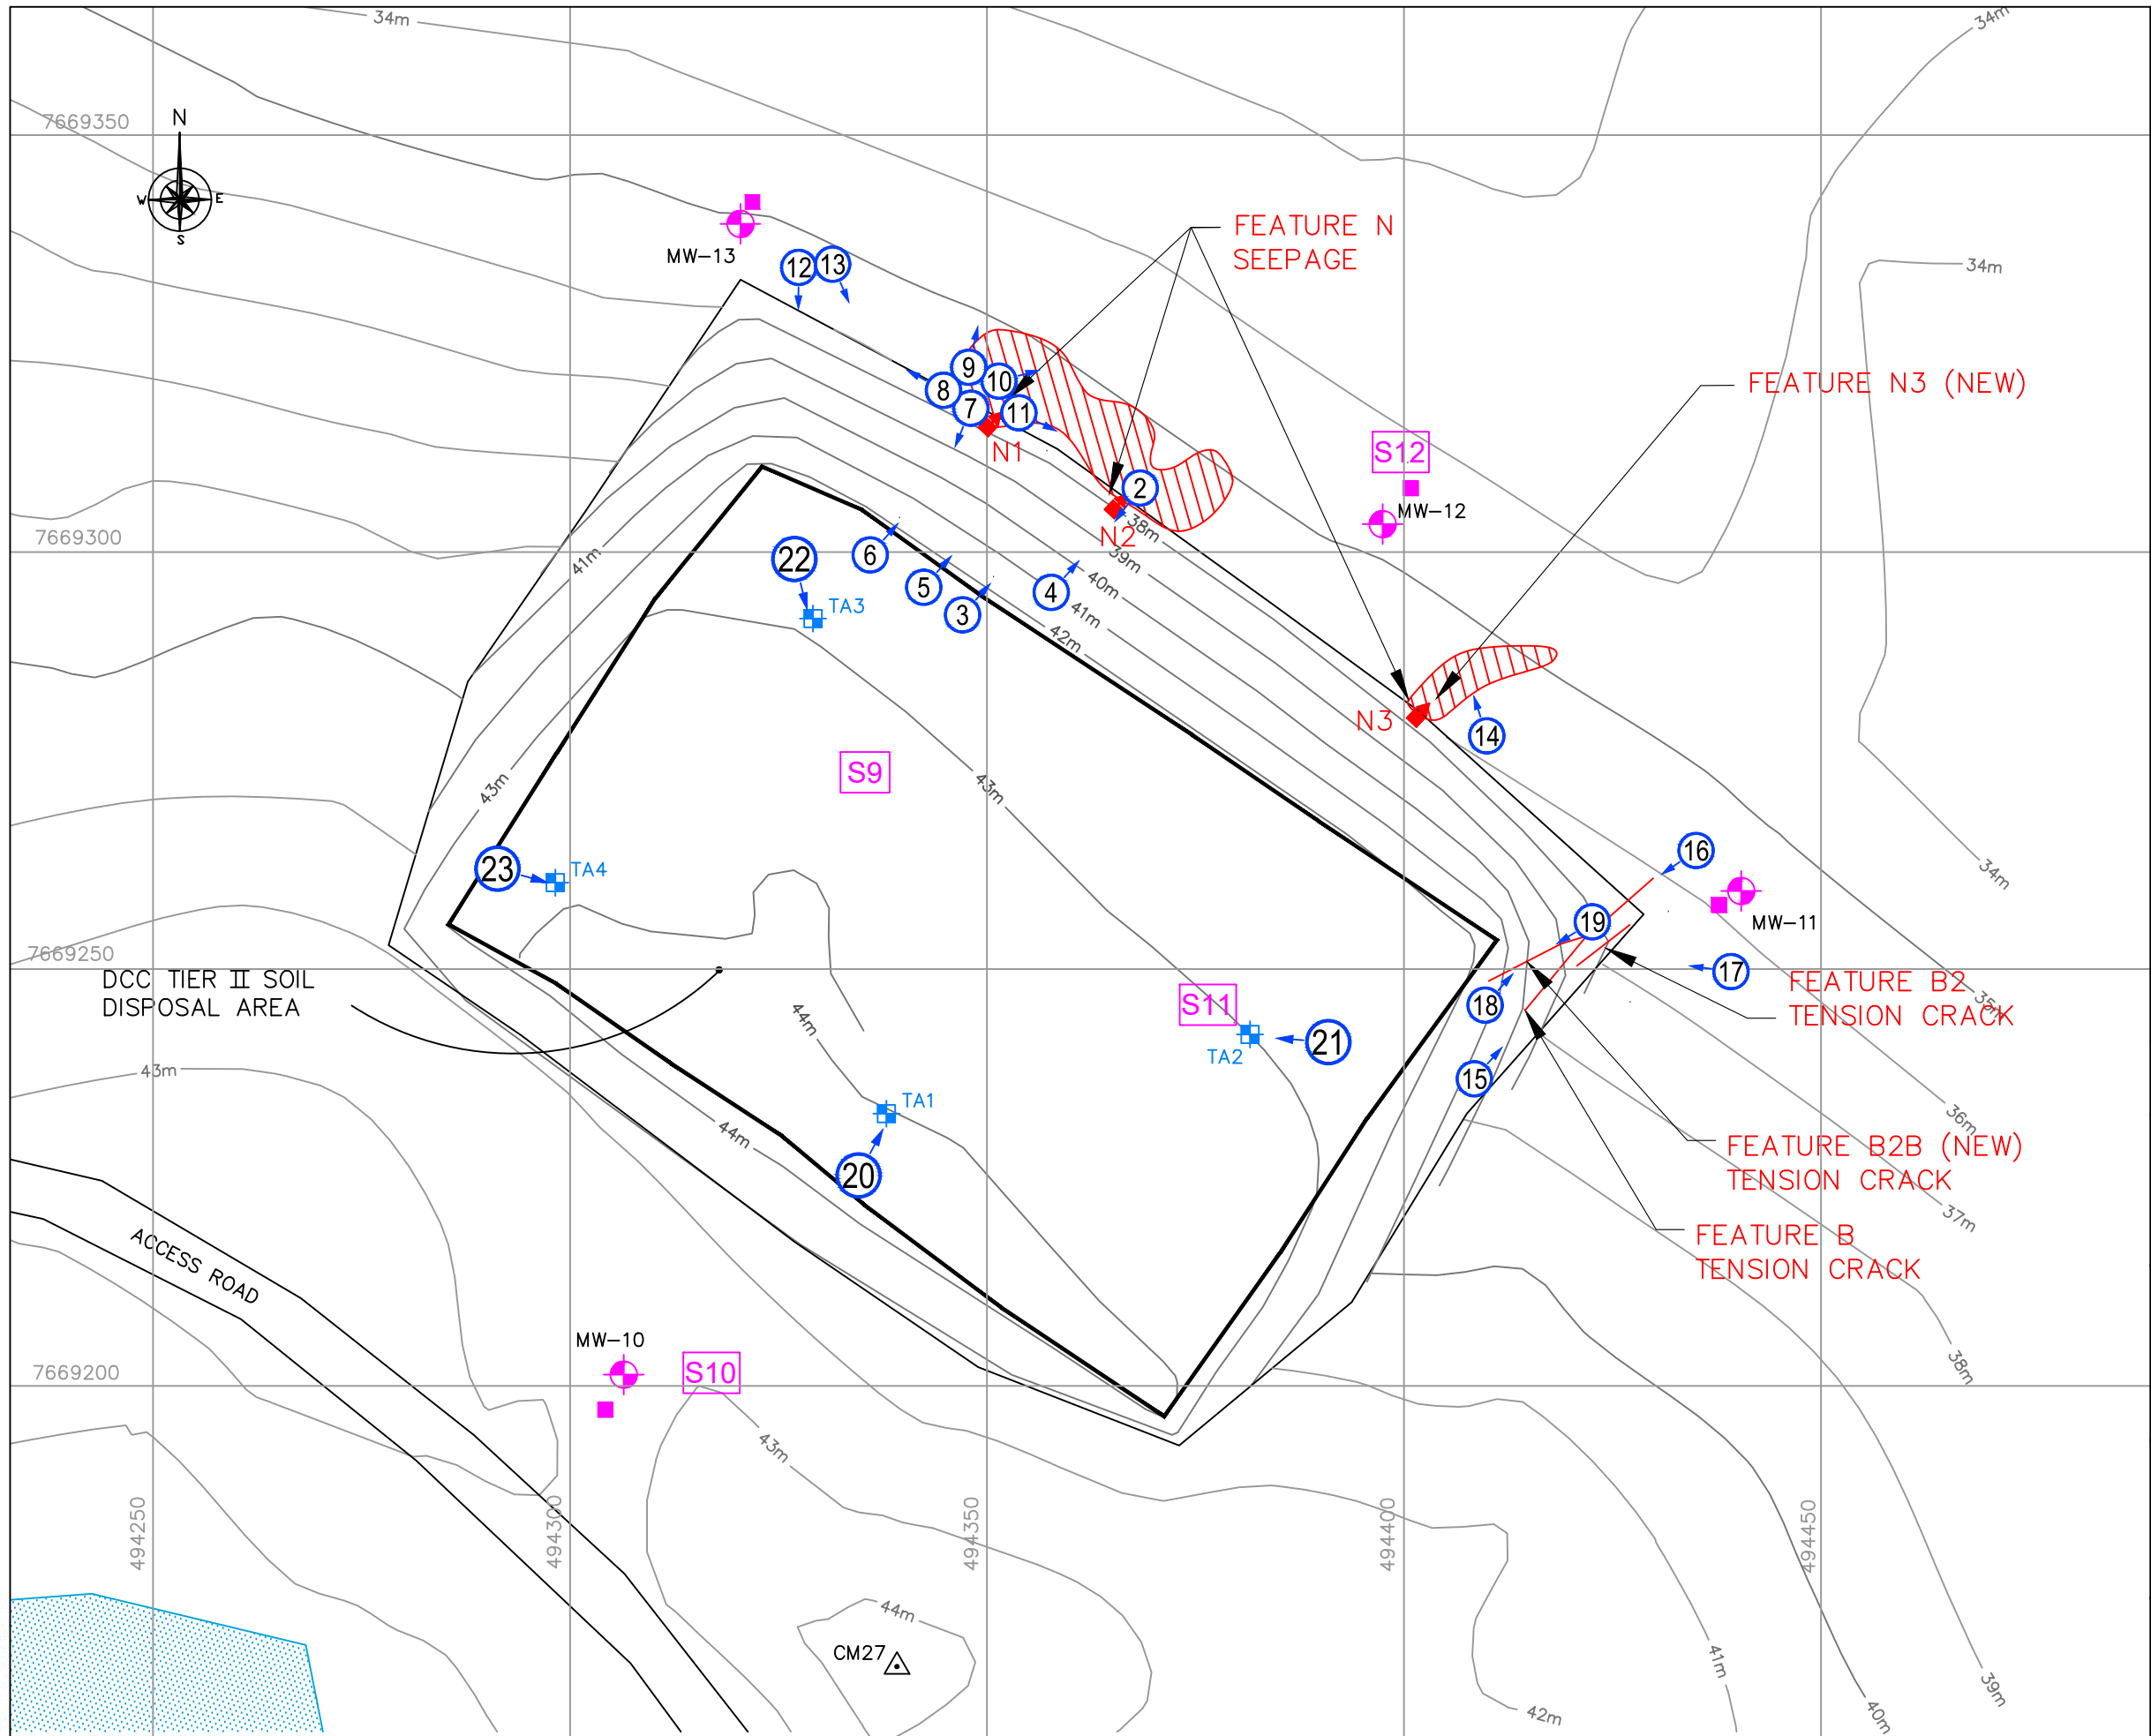 34m
34m
7669350
N
W
E
S
MW-13
12
13
FEATURE N
SEEPAGE
34m
FEATURE N3 (NEW)
9
10
8
7
11
N1
S12
MW-12
2
N2
38m
39m
40m
41m
42m
7669300
41m
22
TA3
6
5
3
4
N3
14
43m
S9
43m
16
34m
23
TA4
19
MW-11
7669250
DCC TIER II SOIL
DISPOSAL AREA
17
FEATURE B2
TENSION CRACK
35m
18
S11
44m
TA2
21
15
43m
TA1
44m
36m
20
FEATURE B2B (NEW)
TENSION CRACK
37m
FEATURE B
TENSION CRACK
ACCESS ROAD
MW-10
S10
7669200
38m
43m
494250
494300
494350
494400
494450
44m
CM27
41m
42m
39m
40m